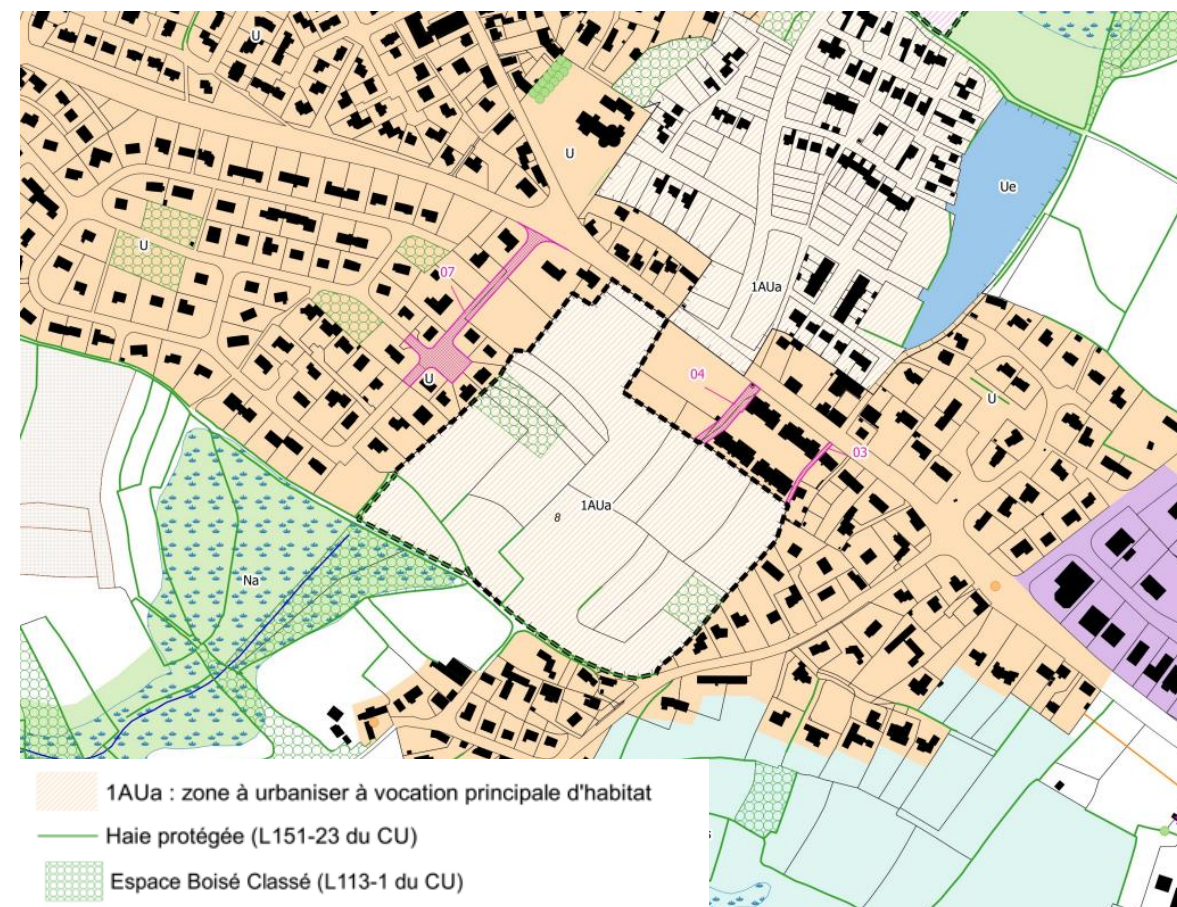 U
U
Ue
U
07
1AUa
U
04
U
03
1AUa
8
Na
1AUa : zone à urbaniser à vocation principale d'habitat
Haie protégée (L151-23 du CU)
s
Espace Boisé Classé (L113-1 du CU)